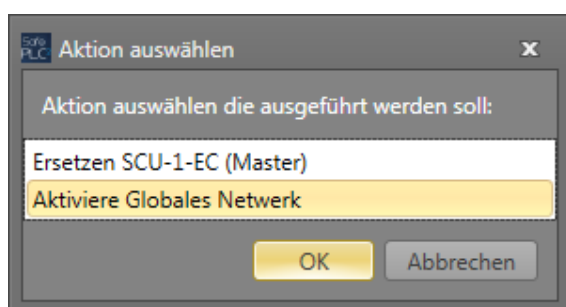 Safe PLC Aktion auswählen x
Aktion auswählen die ausgeführt werden soll:
Ersetzen SCU-1-EC (Master)
Aktiviere Globales Netwerk
OK Abbrechen